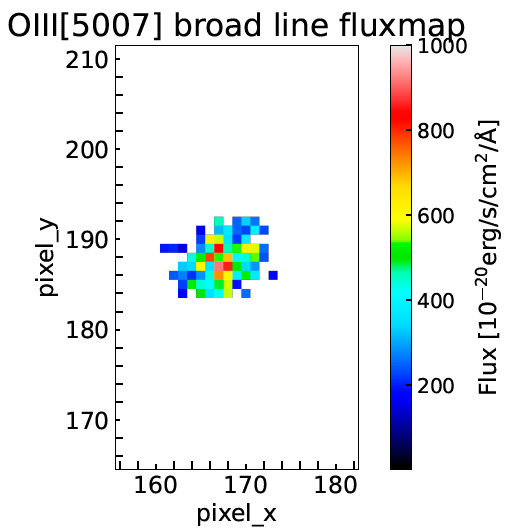 OIII[5007] broad line fluxmap
210
200
190
180
170
pixel_y
160 170 180
pixel_x
1000
800
600
400
200
Flux [10⁻²⁰erg/s/cm²/Å]